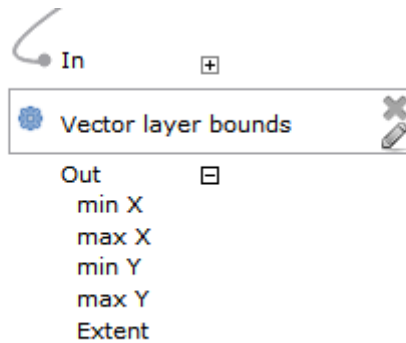 In
Vector layer bounds
Out
min X
max X
min Y
max Y
Extent